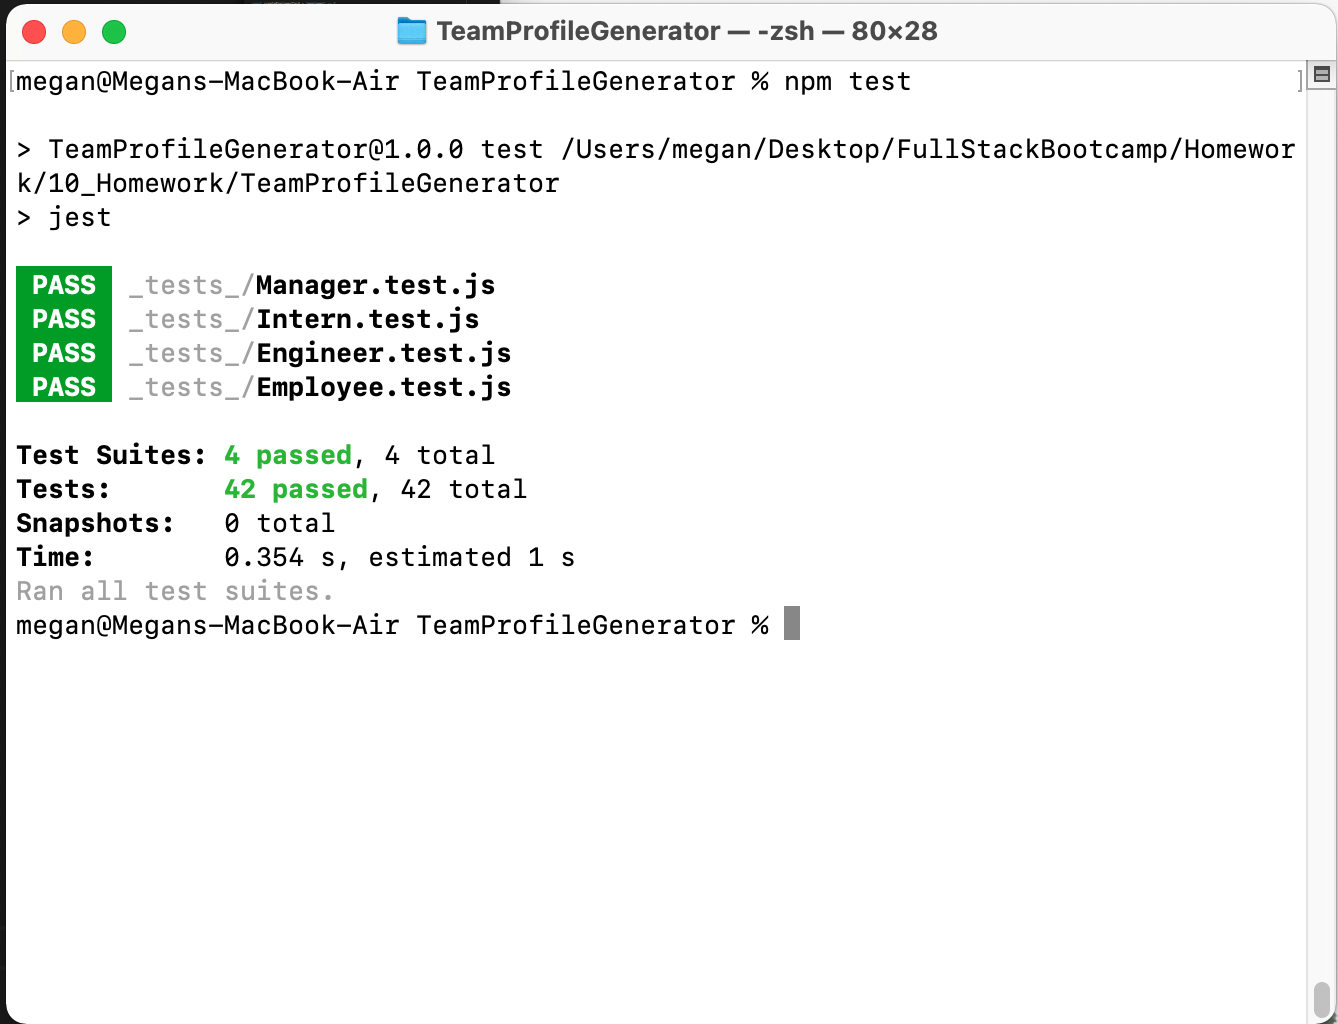 TeamProfileGenerator — -zsh — 80×28
[megan@Megans-MacBook-Air TeamProfileGenerator % npm test ]
> TeamProfileGenerator@1.0.0 test /Users/megan/Desktop/FullStackBootcamp/Homewor
k/10_Homework/TeamProfileGenerator
> jest
PASS _tests_/Manager.test.js
PASS _tests_/Intern.test.js
PASS _tests_/Engineer.test.js
PASS _tests_/Employee.test.js
Test Suites: 4 passed, 4 total
Tests: 42 passed, 42 total
Snapshots: 0 total
Time: 0.354 s, estimated 1 s
Ran all test suites.
megan@Megans-MacBook-Air TeamProfileGenerator %